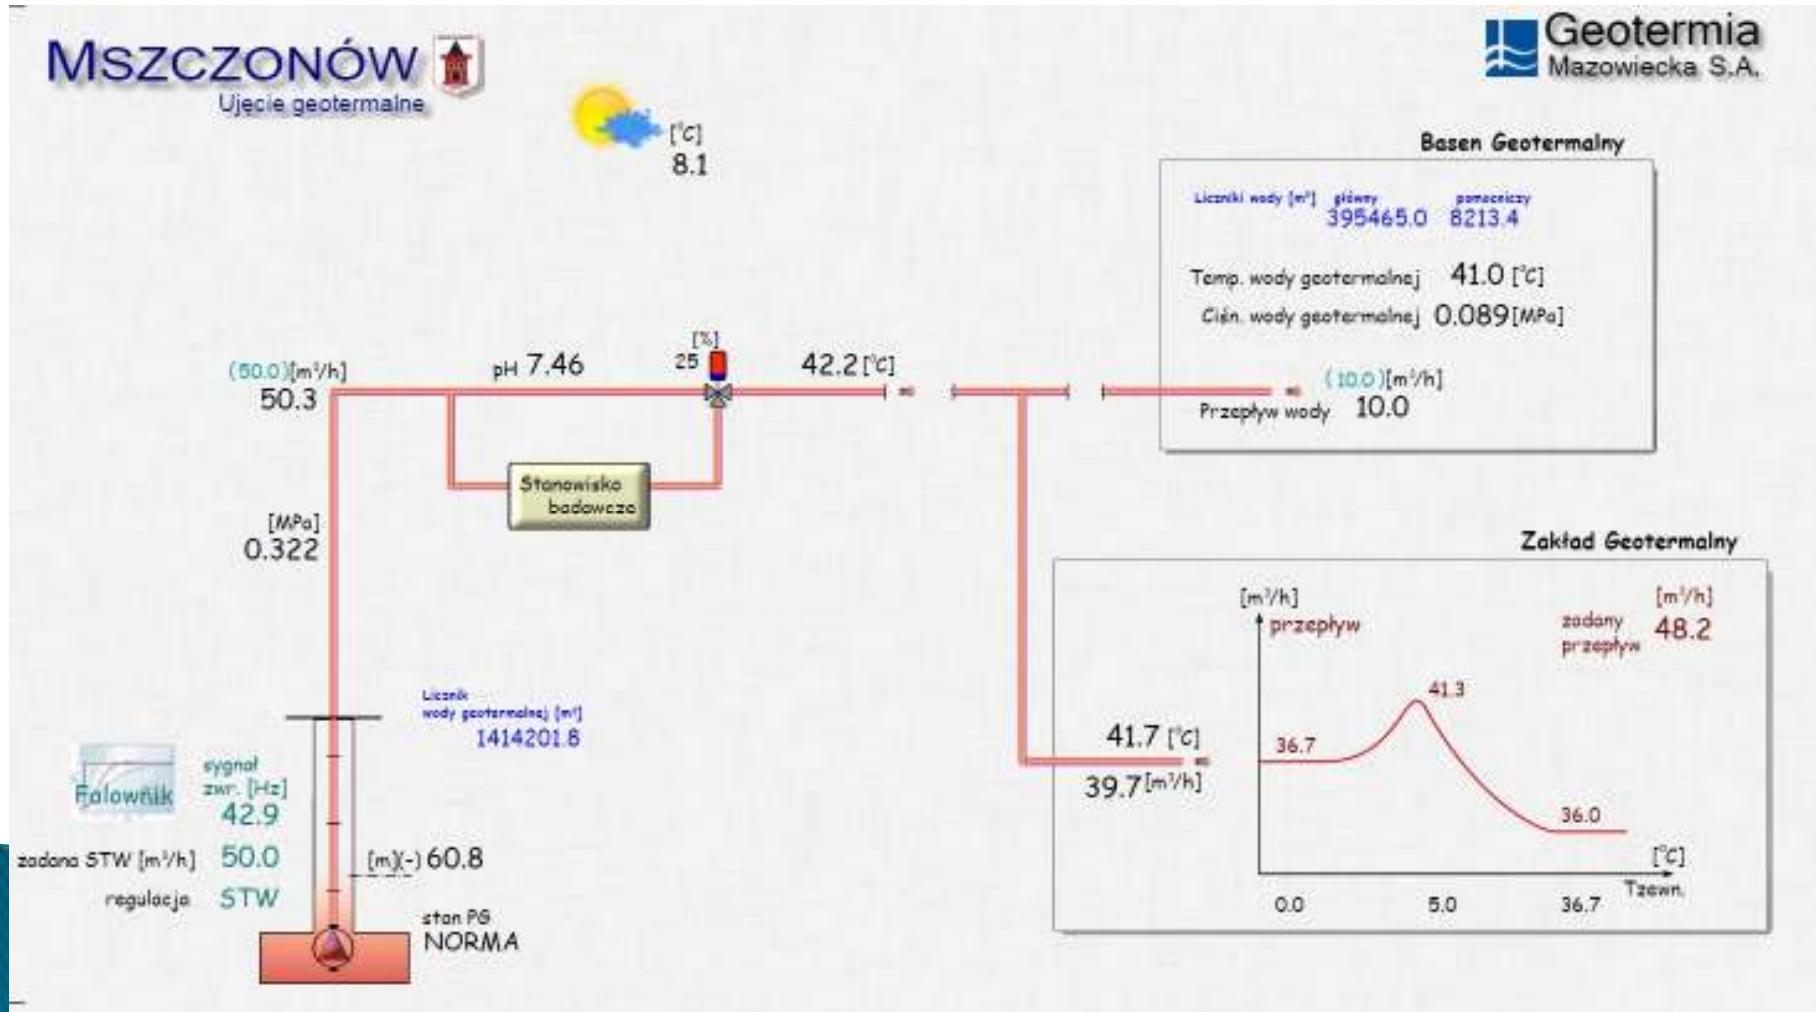 MSZCZONÓW
Ujęcie geotermalne
Geotermia
Mazowiecka S.A.
[°C]
8.1
Basen Geotermalny
Liczniki wody [m³] główny pomocniczy
395465.0 8213.4
Temp. wody geotermalnej 41.0 [°C]
Ciśn. wody geotermalnej 0.089 [MPa]
(10.0) [m³/h]
Przepływ wody 10.0
(50.0) [m³/h]
50.3
pH 7.46
[%]
25
42.2 [°C]
Stanowisko
badawcze
[MPa]
0.322
Zakład Geotermalny
[m³/h]
przepływ
[m³/h]
zadany
przepływ
48.2
41.3
36.7
36.0
[°C]
Tzewn.
0.0 5.0 36.7
41.7 [°C]
39.7 [m³/h]
Licznik
wody geotermalnej [m³]
1414201.8
Falownik
sygnał
zwr. [Hz]
42.9
zadana STW [m³/h] 50.0
regulacja STW
[m](-) 60.8
stan PG
NORMA